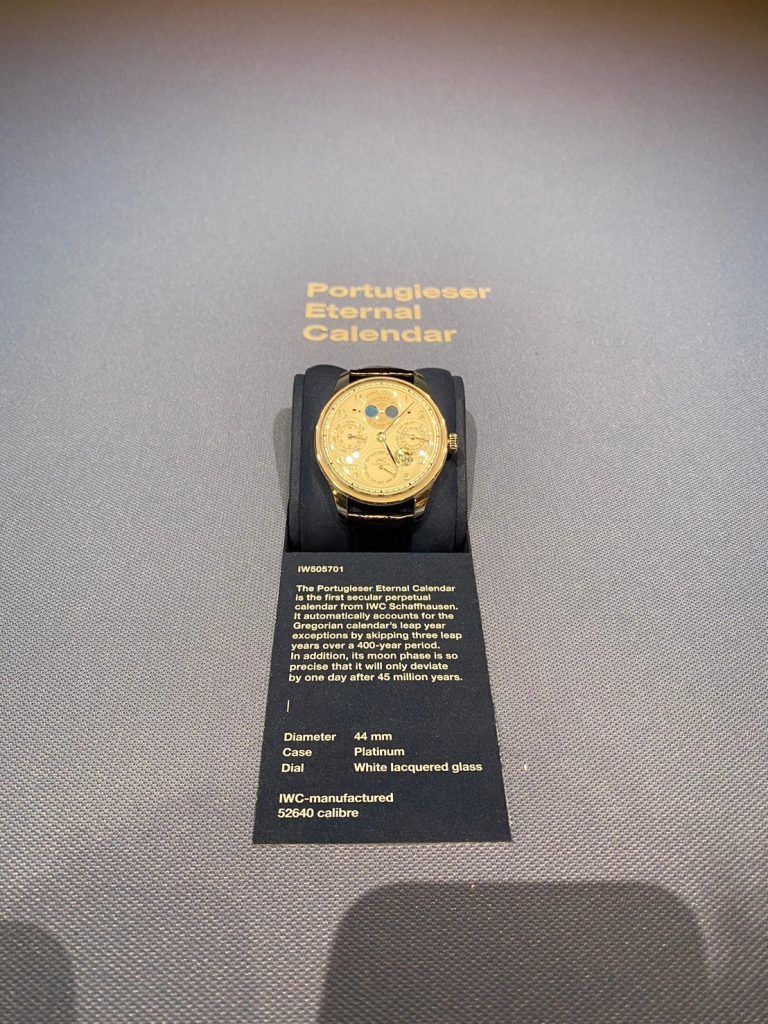 Portugieser
Eternal
Calendar
IWC
IW505701
The Portugieser Eternal Calendar
is the first secular perpetual
calendar from IWC Schaffhausen.
It automatically accounts for the
Gregorian calendar's leap year
exceptions by skipping three leap
years over a 400-year period.
In addition, its moon phase is so
precise that it will only deviate
by one day after 45 million years.
Diameter 44 mm
Case Platinum
Dial White lacquered glass
IWC-manufactured
52640 calibre